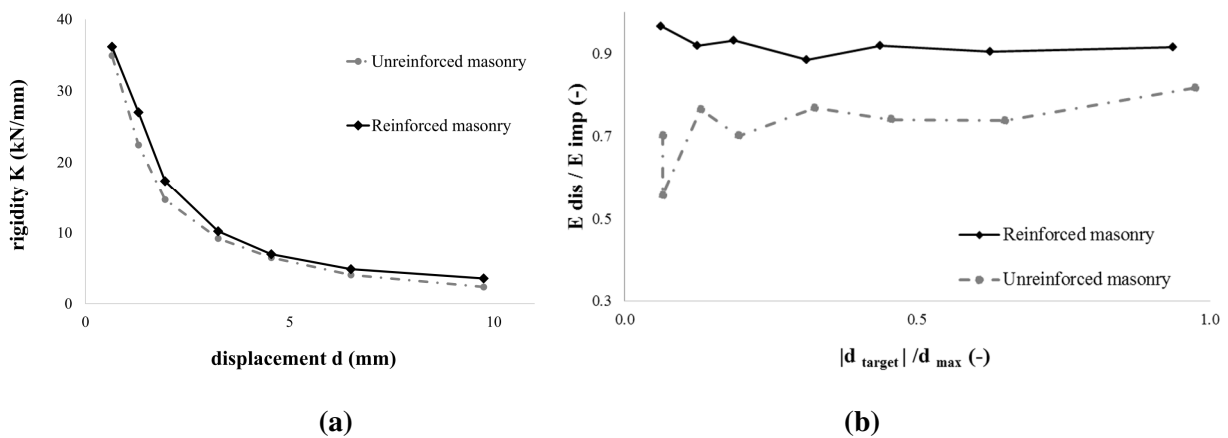 40
30
20
10
0
0
5
10
rigidity K (kN/mm)
displacement d (mm)
Unreinforced masonry
Reinforced masonry
(a)
0.9
0.7
0.5
0.3
0.0
0.5
1.0
E dis / E imp (-)
|d target| /d max (-)
Reinforced masonry
Unreinforced masonry
(b)